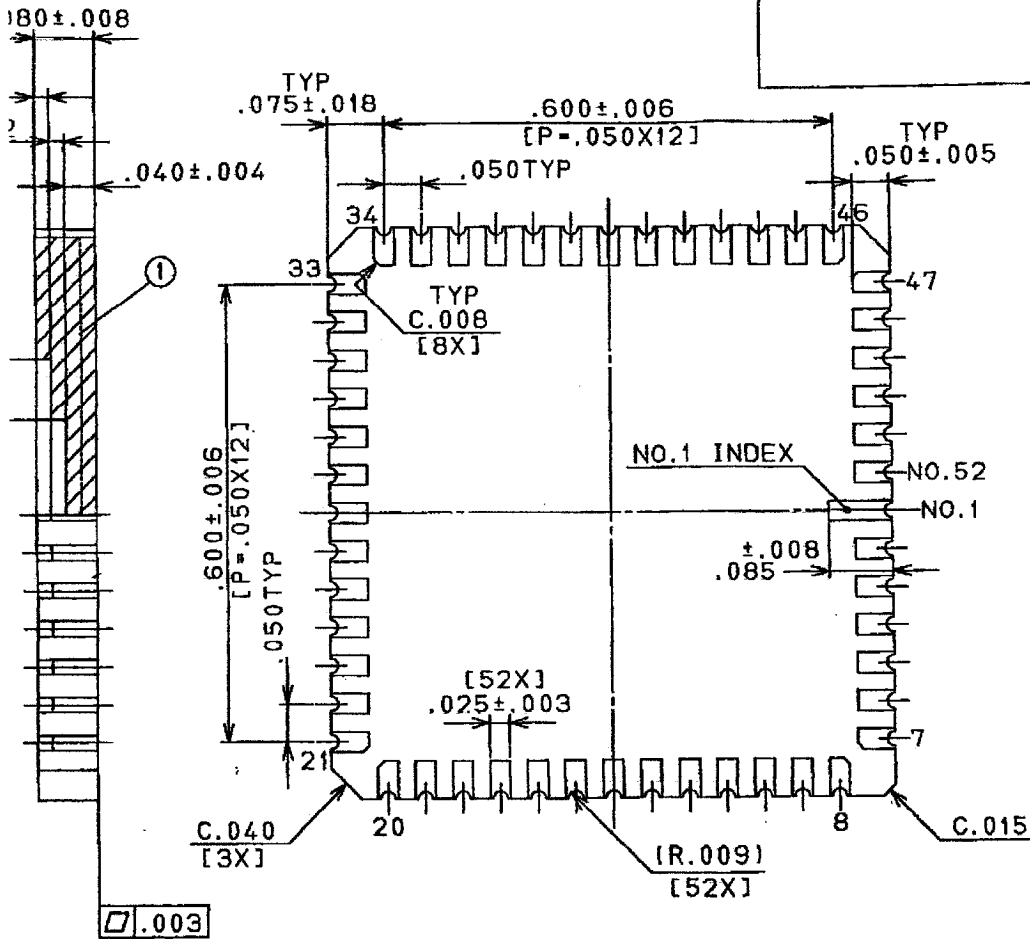 080±.008
TYP
.075±.018
.600±.006
[P=.050X12]
TYP
.050±.005
.040±.004
.050TYP
34
46
1
33
47
TYP
C.008
[8X]
.600±.006
[P=.050X12]
NO.1 INDEX
NO.52
NO.1
±.008
.085
.050TYP
[52X]
.025±.003
21
7
20
8
C.040
[3X]
(R.009)
[52X]
C.015
.003